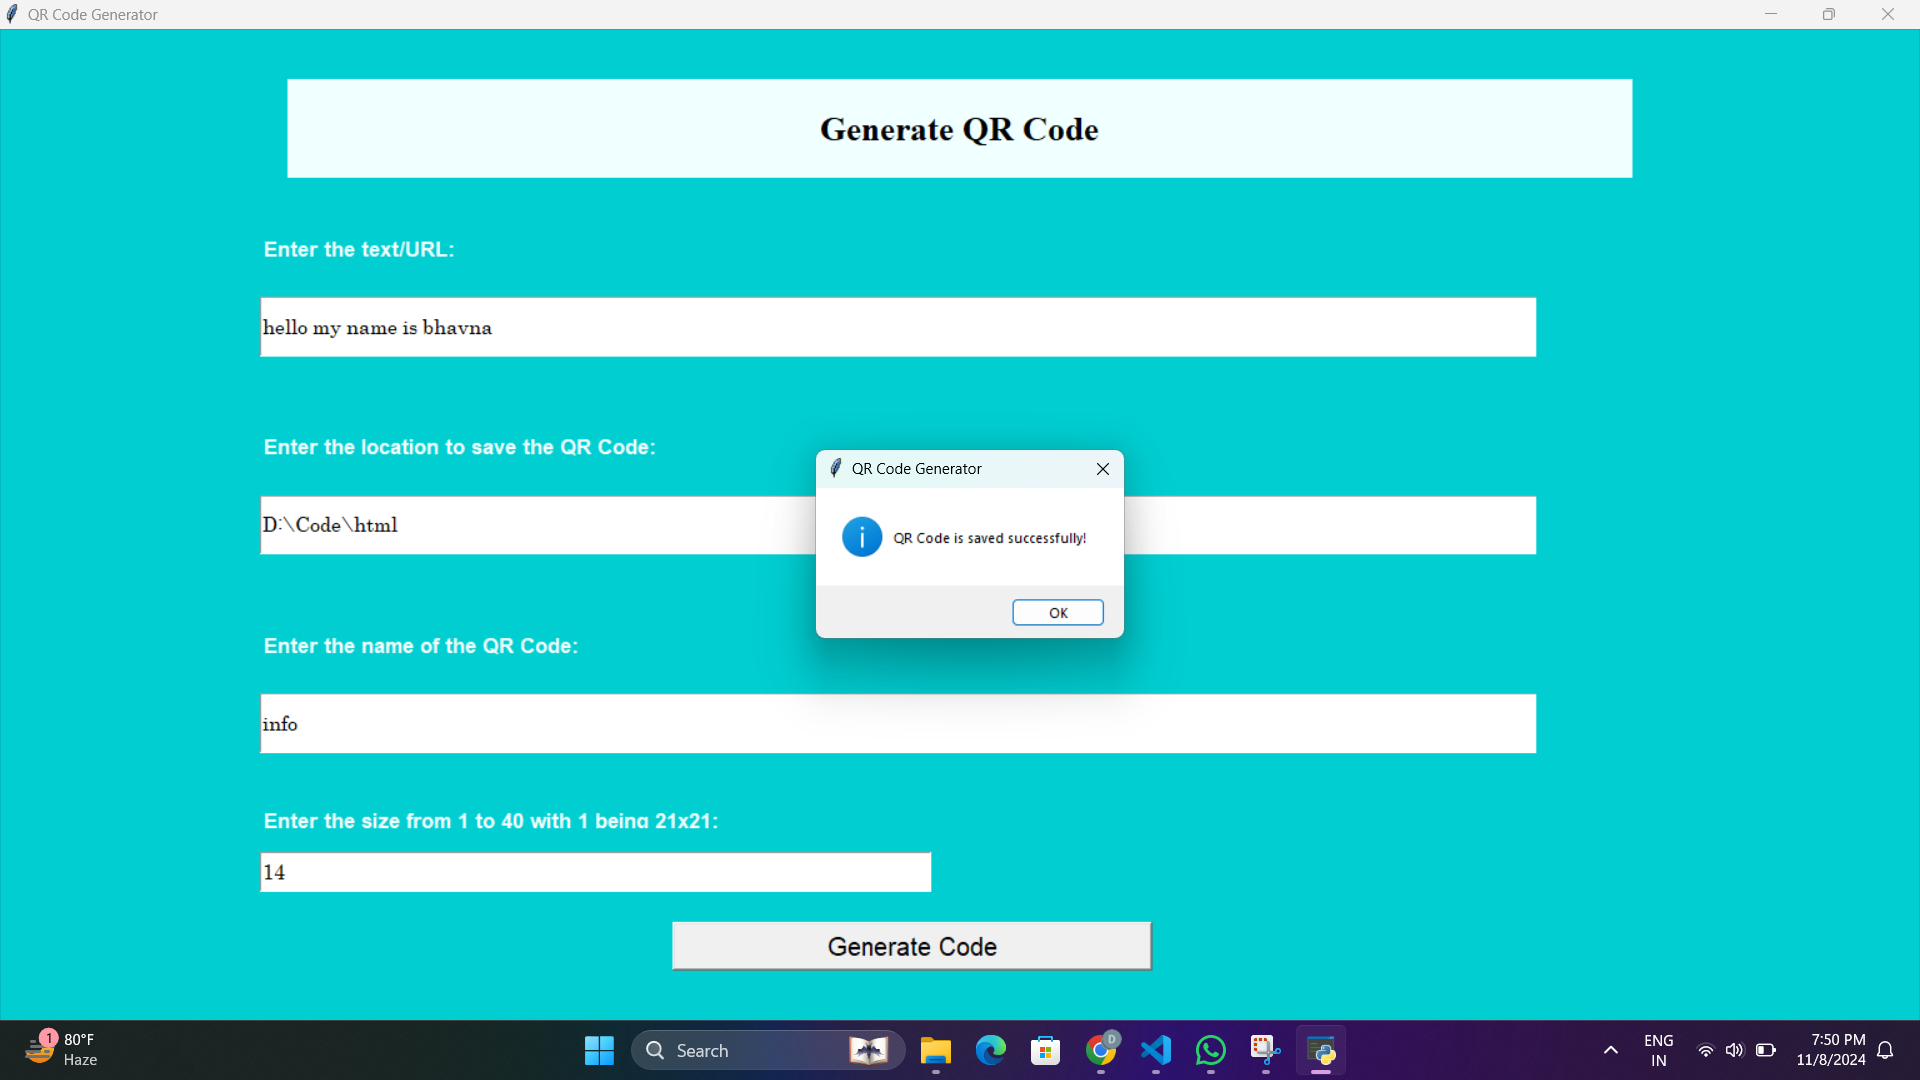 QR Code Generator
Generate QR Code
Enter the text/URL:
hello my name is bhavna
Enter the location to save the QR Code:
D:\Code\html
QR Code Generator
QR Code is saved successfully!
OK
Enter the name of the QR Code:
info
Enter the size from 1 to 40 with 1 being 21x21:
14
Generate Code
1
80°F
Haze
Search
D
ENG
IN
7:50 PM
11/8/2024